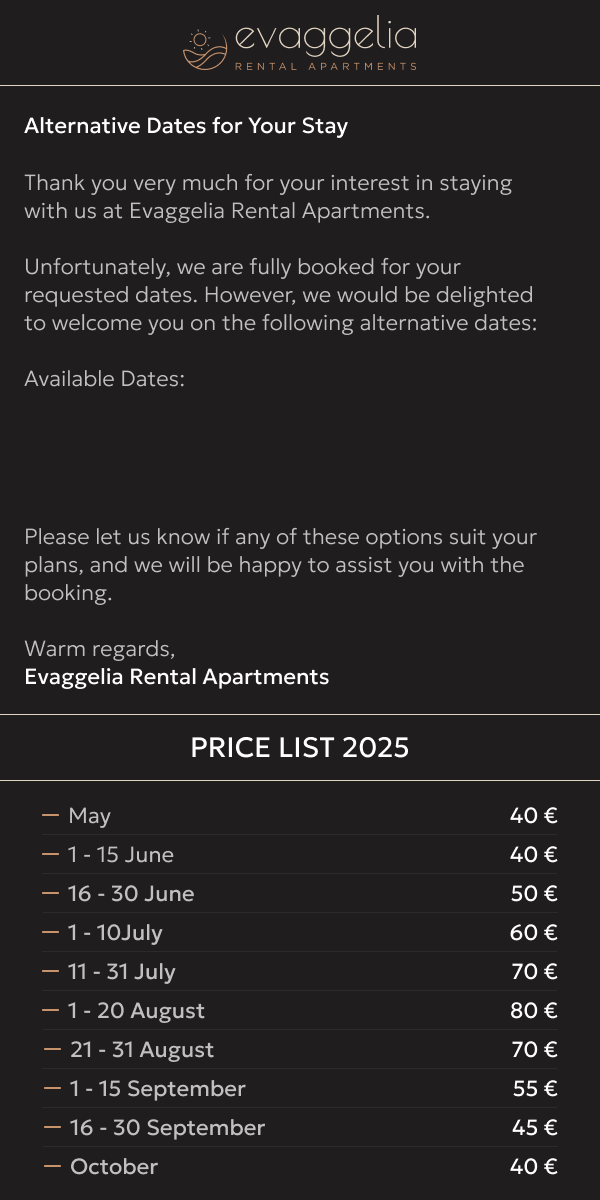 evaggelia
RENTAL APARTMENTS
Alternative Dates for Your Stay
Thank you very much for your interest in staying
with us at Evaggelia Rental Apartments.
Unfortunately, we are fully booked for your
requested dates. However, we would be delighted
to welcome you on the following alternative dates:
Available Dates:
Please let us know if any of these options suit your
plans, and we will be happy to assist you with the
booking.
Warm regards,
Evaggelia Rental Apartments
PRICE LIST 2025
— May 40 €
— 1 - 15 June 40 €
— 16 - 30 June 50 €
— 1 - 10July 60 €
— 11 - 31 July 70 €
— 1 - 20 August 80 €
— 21 - 31 August 70 €
— 1 - 15 September 55 €
— 16 - 30 September 45 €
— October 40 €